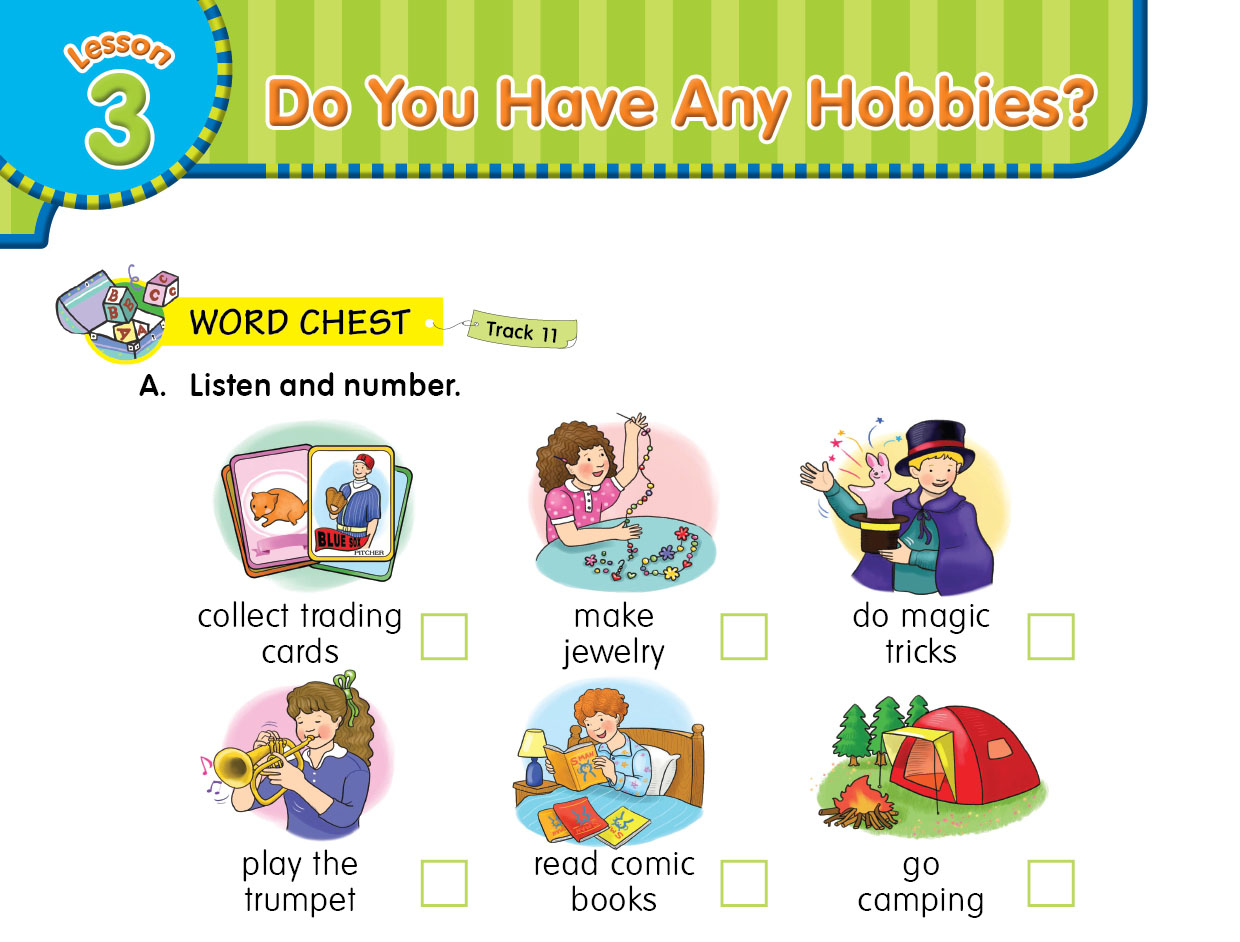 Lesson
3
Do You Have Any Hobbies?
B
B
B
A
A
C
C
C
WORD CHEST
Track 11
A. Listen and number.
BLUE SOX
PITCHER
collect trading
cards
make
jewelry
do magic
tricks
S MAN
play the
trumpet
read comic
books
go
camping